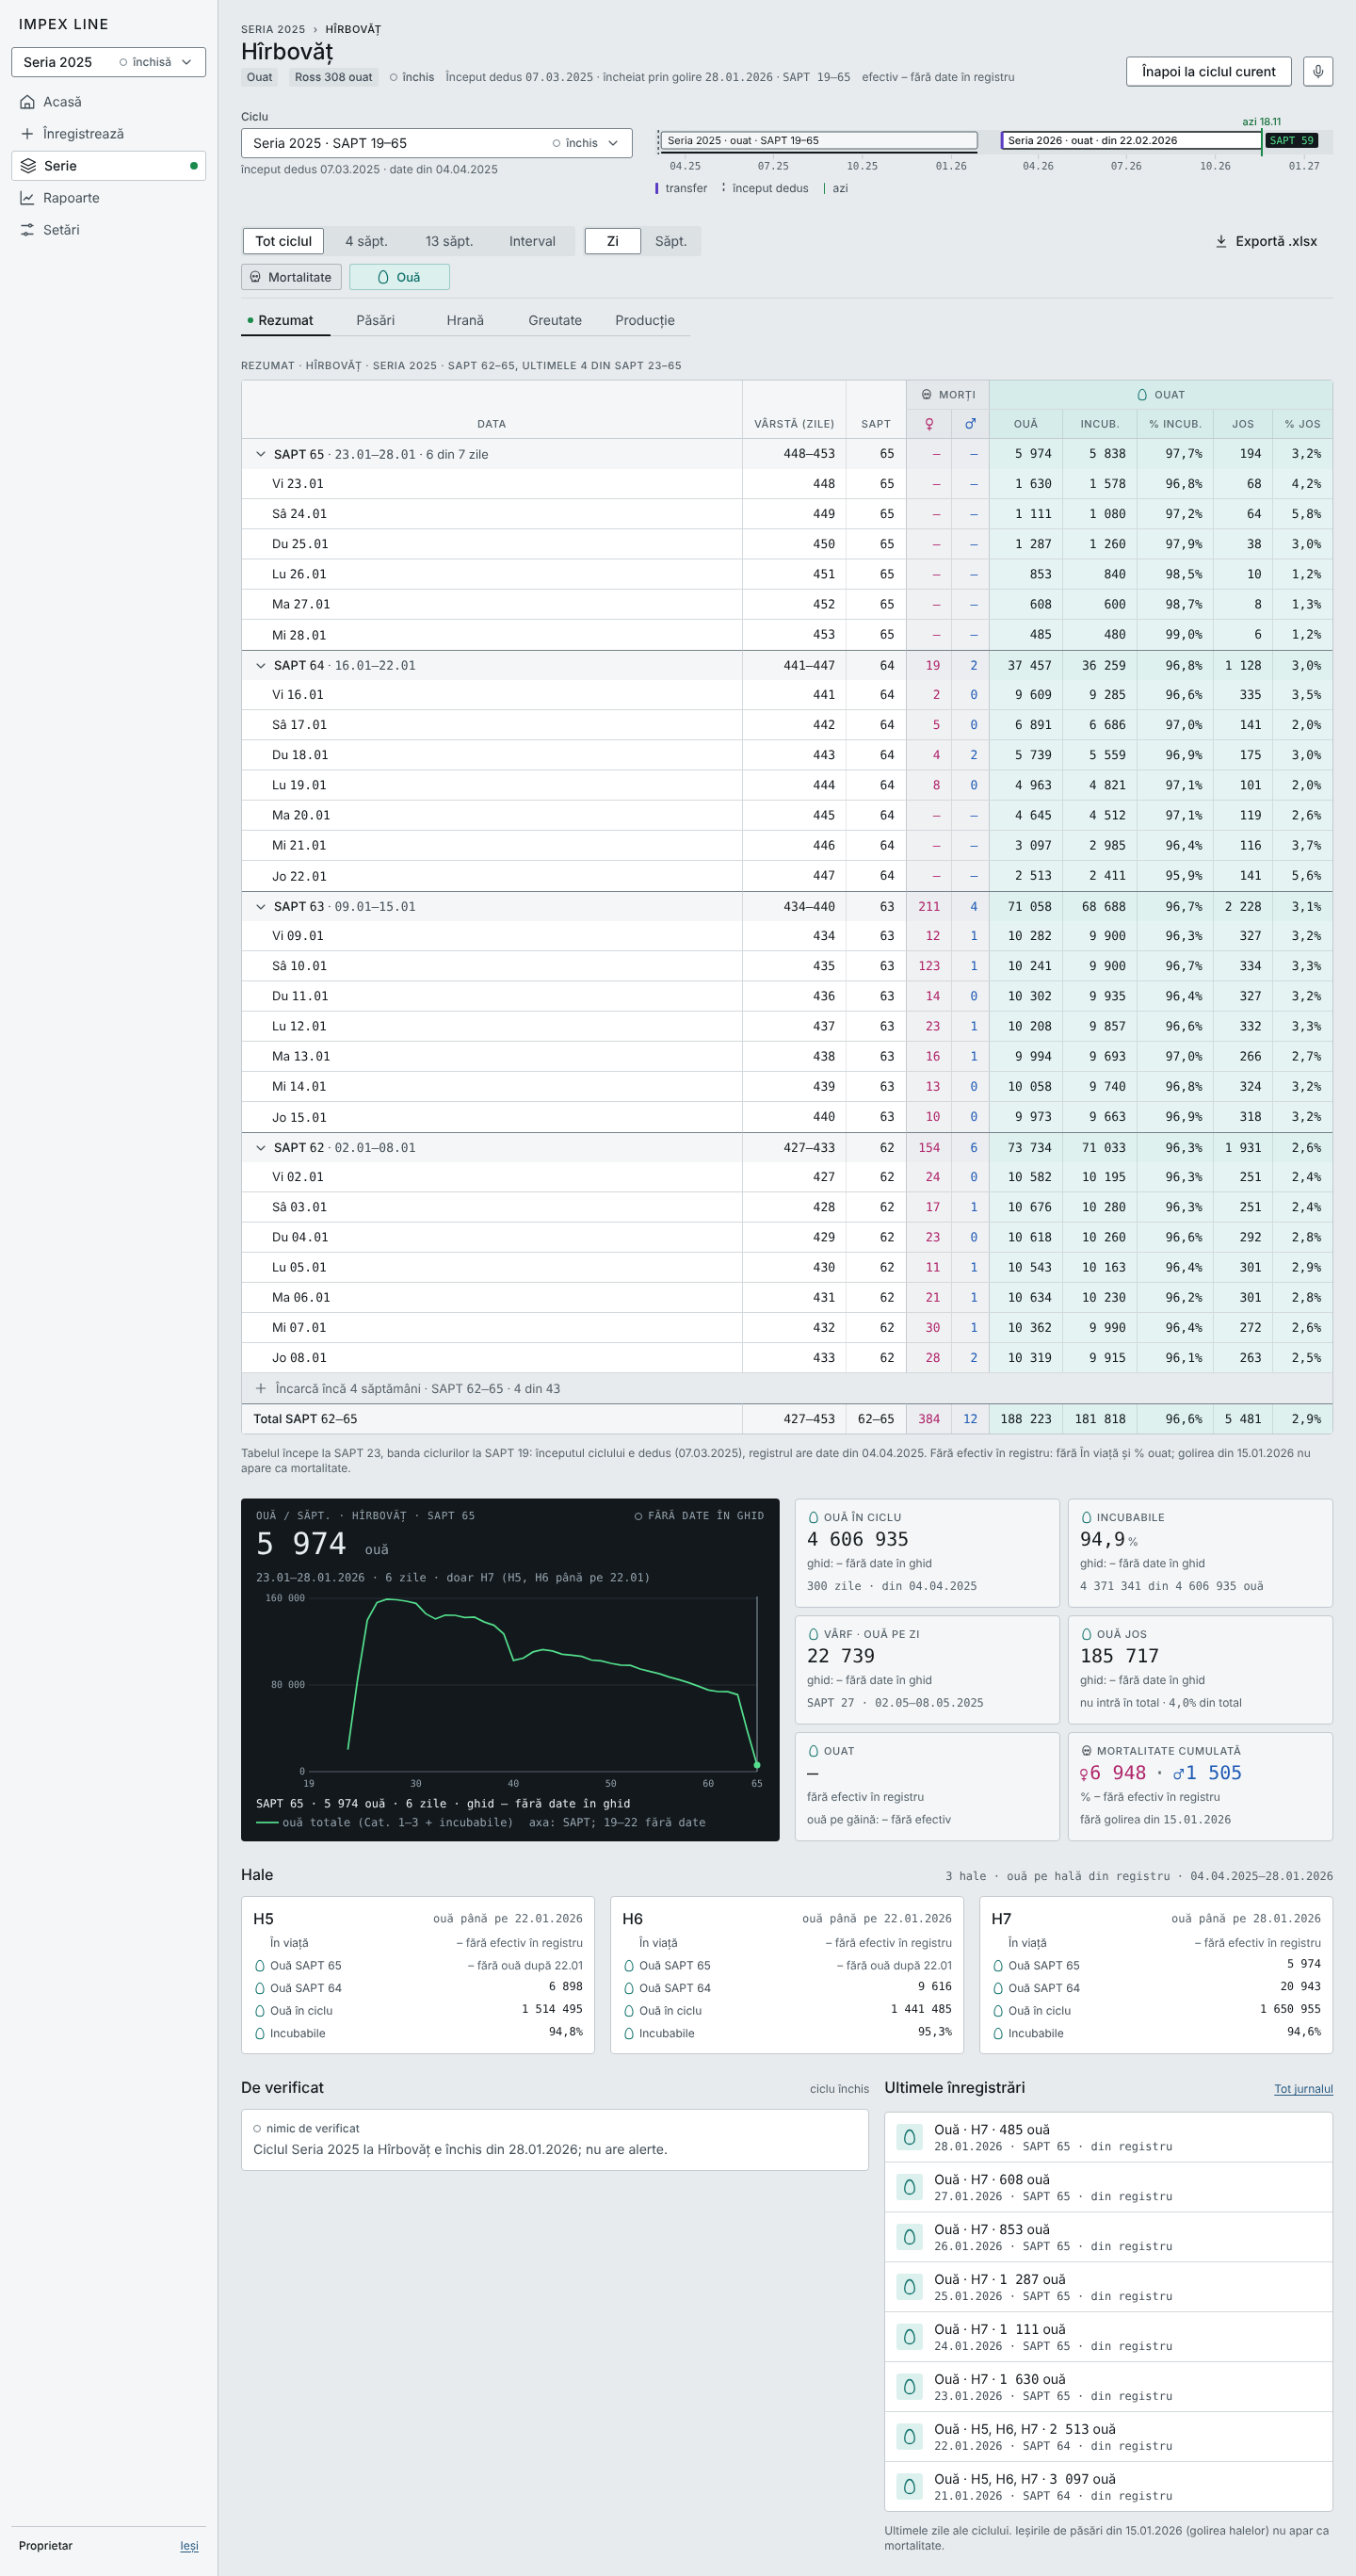 IMPEX LINE
Seria 2025 închisă
Acasă
Înregistrează
Serie
Rapoarte
Setări
SERIA 2025 › HÎRBOVĂȚ
Hîrbovăț
Ouat Ross 308 ouat închis Început dedus 07.03.2025 · încheiat prin golire 28.01.2026 · SAPT 19–65 efectiv – fără date în registru
Înapoi la ciclul curent
Ciclu
Seria 2025 · SAPT 19–65 închis
început dedus 07.03.2025 · date din 04.04.2025
azi 18.11
Seria 2025 · ouat · SAPT 19–65 Seria 2026 · ouat · din 22.02.2026 SAPT 59
04.25 07.25 10.25 01.26 04.26 07.26 10.26 01.27
transfer început dedus azi
Tot ciclul 4 săpt. 13 săpt. Interval Zi Săpt. Exportă .xlsx
Mortalitate Ouă
Rezumat Păsări Hrană Greutate Producție
REZUMAT · HÎRBOVĂȚ · SERIA 2025 · SAPT 62–65, ULTIMELE 4 DIN SAPT 23–65
MORȚI OUAT
DATA VÂRSTĂ (ZILE) SAPT ♀ ♂ OUĂ INCUB. % INCUB. JOS % JOS
SAPT 65 · 23.01–28.01 · 6 din 7 zile 448–453 65 – – 5 974 5 838 97,7% 194 3,2%
Vi 23.01 448 65 – – 1 630 1 578 96,8% 68 4,2%
Sâ 24.01 449 65 – – 1 111 1 080 97,2% 64 5,8%
Du 25.01 450 65 – – 1 287 1 260 97,9% 38 3,0%
Lu 26.01 451 65 – – 853 840 98,5% 10 1,2%
Ma 27.01 452 65 – – 608 600 98,7% 8 1,3%
Mi 28.01 453 65 – – 485 480 99,0% 6 1,2%
SAPT 64 · 16.01–22.01 441–447 64 19 2 37 457 36 259 96,8% 1 128 3,0%
Vi 16.01 441 64 2 0 9 609 9 285 96,6% 335 3,5%
Sâ 17.01 442 64 5 0 6 891 6 686 97,0% 141 2,0%
Du 18.01 443 64 4 2 5 739 5 559 96,9% 175 3,0%
Lu 19.01 444 64 8 0 4 963 4 821 97,1% 101 2,0%
Ma 20.01 445 64 – – 4 645 4 512 97,1% 119 2,6%
Mi 21.01 446 64 – – 3 097 2 985 96,4% 116 3,7%
Jo 22.01 447 64 – – 2 513 2 411 95,9% 141 5,6%
SAPT 63 · 09.01–15.01 434–440 63 211 4 71 058 68 688 96,7% 2 228 3,1%
Vi 09.01 434 63 12 1 10 282 9 900 96,3% 327 3,2%
Sâ 10.01 435 63 123 1 10 241 9 900 96,7% 334 3,3%
Du 11.01 436 63 14 0 10 302 9 935 96,4% 327 3,2%
Lu 12.01 437 63 23 1 10 208 9 857 96,6% 332 3,3%
Ma 13.01 438 63 16 1 9 994 9 693 97,0% 266 2,7%
Mi 14.01 439 63 13 0 10 058 9 740 96,8% 324 3,2%
Jo 15.01 440 63 10 0 9 973 9 663 96,9% 318 3,2%
SAPT 62 · 02.01–08.01 427–433 62 154 6 73 734 71 033 96,3% 1 931 2,6%
Vi 02.01 427 62 24 0 10 582 10 195 96,3% 251 2,4%
Sâ 03.01 428 62 17 1 10 676 10 280 96,3% 251 2,4%
Du 04.01 429 62 23 0 10 618 10 260 96,6% 292 2,8%
Lu 05.01 430 62 11 1 10 543 10 163 96,4% 301 2,9%
Ma 06.01 431 62 21 1 10 634 10 230 96,2% 301 2,8%
Mi 07.01 432 62 30 1 10 362 9 990 96,4% 272 2,6%
Jo 08.01 433 62 28 2 10 319 9 915 96,1% 263 2,5%
Încarcă încă 4 săptămâni · SAPT 62–65 · 4 din 43
Total SAPT 62–65 427–453 62–65 384 12 188 223 181 818 96,6% 5 481 2,9%
Tabelul începe la SAPT 23, banda ciclurilor la SAPT 19: începutul ciclului e dedus (07.03.2025), registrul are date din 04.04.2025. Fără efectiv în registru: fără În viață și % ouat; golirea din 15.01.2026 nu
apare ca mortalitate.
OUĂ / SĂPT. · HÎRBOVĂȚ · SAPT 65 FĂRĂ DATE ÎN GHID
5 974 ouă
23.01–28.01.2026 · 6 zile · doar H7 (H5, H6 până pe 22.01)
160 000
80 000
0
19 30 40 50 60 65
SAPT 65 · 5 974 ouă · 6 zile · ghid – fără date în ghid
ouă totale (Cat. 1–3 + incubabile) axa: SAPT; 19–22 fără date
OUĂ ÎN CICLU
4 606 935
ghid: – fără date în ghid
300 zile · din 04.04.2025
INCUBABILE
94,9%
ghid: – fără date în ghid
4 371 341 din 4 606 935 ouă
VÂRF · OUĂ PE ZI
22 739
ghid: – fără date în ghid
SAPT 27 · 02.05–08.05.2025
OUĂ JOS
185 717
ghid: – fără date în ghid
nu intră în total · 4,0% din total
OUAT
–
fără efectiv în registru
ouă pe găină: – fără efectiv
MORTALITATE CUMULATĂ
♀6 948 · ♂1 505
% – fără efectiv în registru
fără golirea din 15.01.2026
Hale 3 hale · ouă pe hală din registru · 04.04.2025–28.01.2026
H5 ouă până pe 22.01.2026
În viață – fără efectiv în registru
Ouă SAPT 65 – fără ouă după 22.01
Ouă SAPT 64 6 898
Ouă în ciclu 1 514 495
Incubabile 94,8%
H6 ouă până pe 22.01.2026
În viață – fără efectiv în registru
Ouă SAPT 65 – fără ouă după 22.01
Ouă SAPT 64 9 616
Ouă în ciclu 1 441 485
Incubabile 95,3%
H7 ouă până pe 28.01.2026
În viață – fără efectiv în registru
Ouă SAPT 65 5 974
Ouă SAPT 64 20 943
Ouă în ciclu 1 650 955
Incubabile 94,6%
De verificat ciclu închis
nimic de verificat
Ciclul Seria 2025 la Hîrbovăț e închis din 28.01.2026; nu are alerte.
Ultimele înregistrări Tot jurnalul
Ouă · H7 · 485 ouă
28.01.2026 · SAPT 65 · din registru
Ouă · H7 · 608 ouă
27.01.2026 · SAPT 65 · din registru
Ouă · H7 · 853 ouă
26.01.2026 · SAPT 65 · din registru
Ouă · H7 · 1 287 ouă
25.01.2026 · SAPT 65 · din registru
Ouă · H7 · 1 111 ouă
24.01.2026 · SAPT 65 · din registru
Ouă · H7 · 1 630 ouă
23.01.2026 · SAPT 65 · din registru
Ouă · H5, H6, H7 · 2 513 ouă
22.01.2026 · SAPT 64 · din registru
Ouă · H5, H6, H7 · 3 097 ouă
21.01.2026 · SAPT 64 · din registru
Ultimele zile ale ciclului. Ieșirile de păsări din 15.01.2026 (golirea halelor) nu apar ca
mortalitate.
Proprietar Ieși